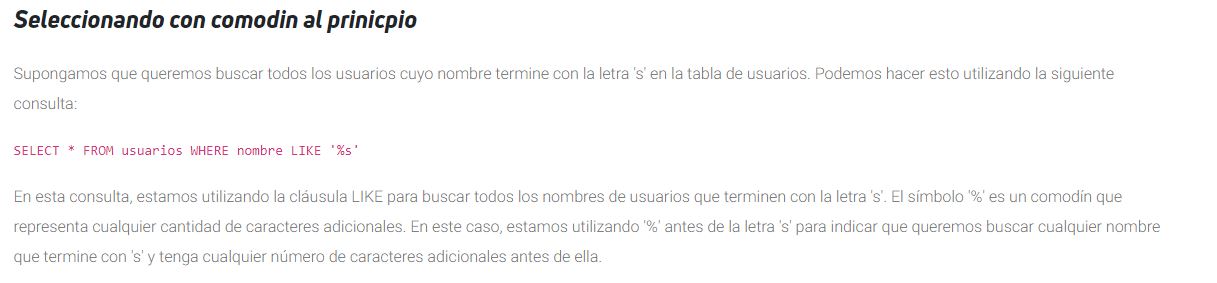 Seleccionando con comodin al prinicpio
Supongamos que queremos buscar todos los usuarios cuyo nombre termine con la letra 's' en la tabla de usuarios. Podemos hacer esto utilizando la siguiente
consulta:
SELECT * FROM usuarios WHERE nombre LIKE '%s'
En esta consulta, estamos utilizando la cláusula LIKE para buscar todos los nombres de usuarios que terminen con la letra 's'. El símbolo '%' es un comodín que
representa cualquier cantidad de caracteres adicionales. En este caso, estamos utilizando '%' antes de la letra 's' para indicar que queremos buscar cualquier nombre
que termine con 's' y tenga cualquier número de caracteres adicionales antes de ella.